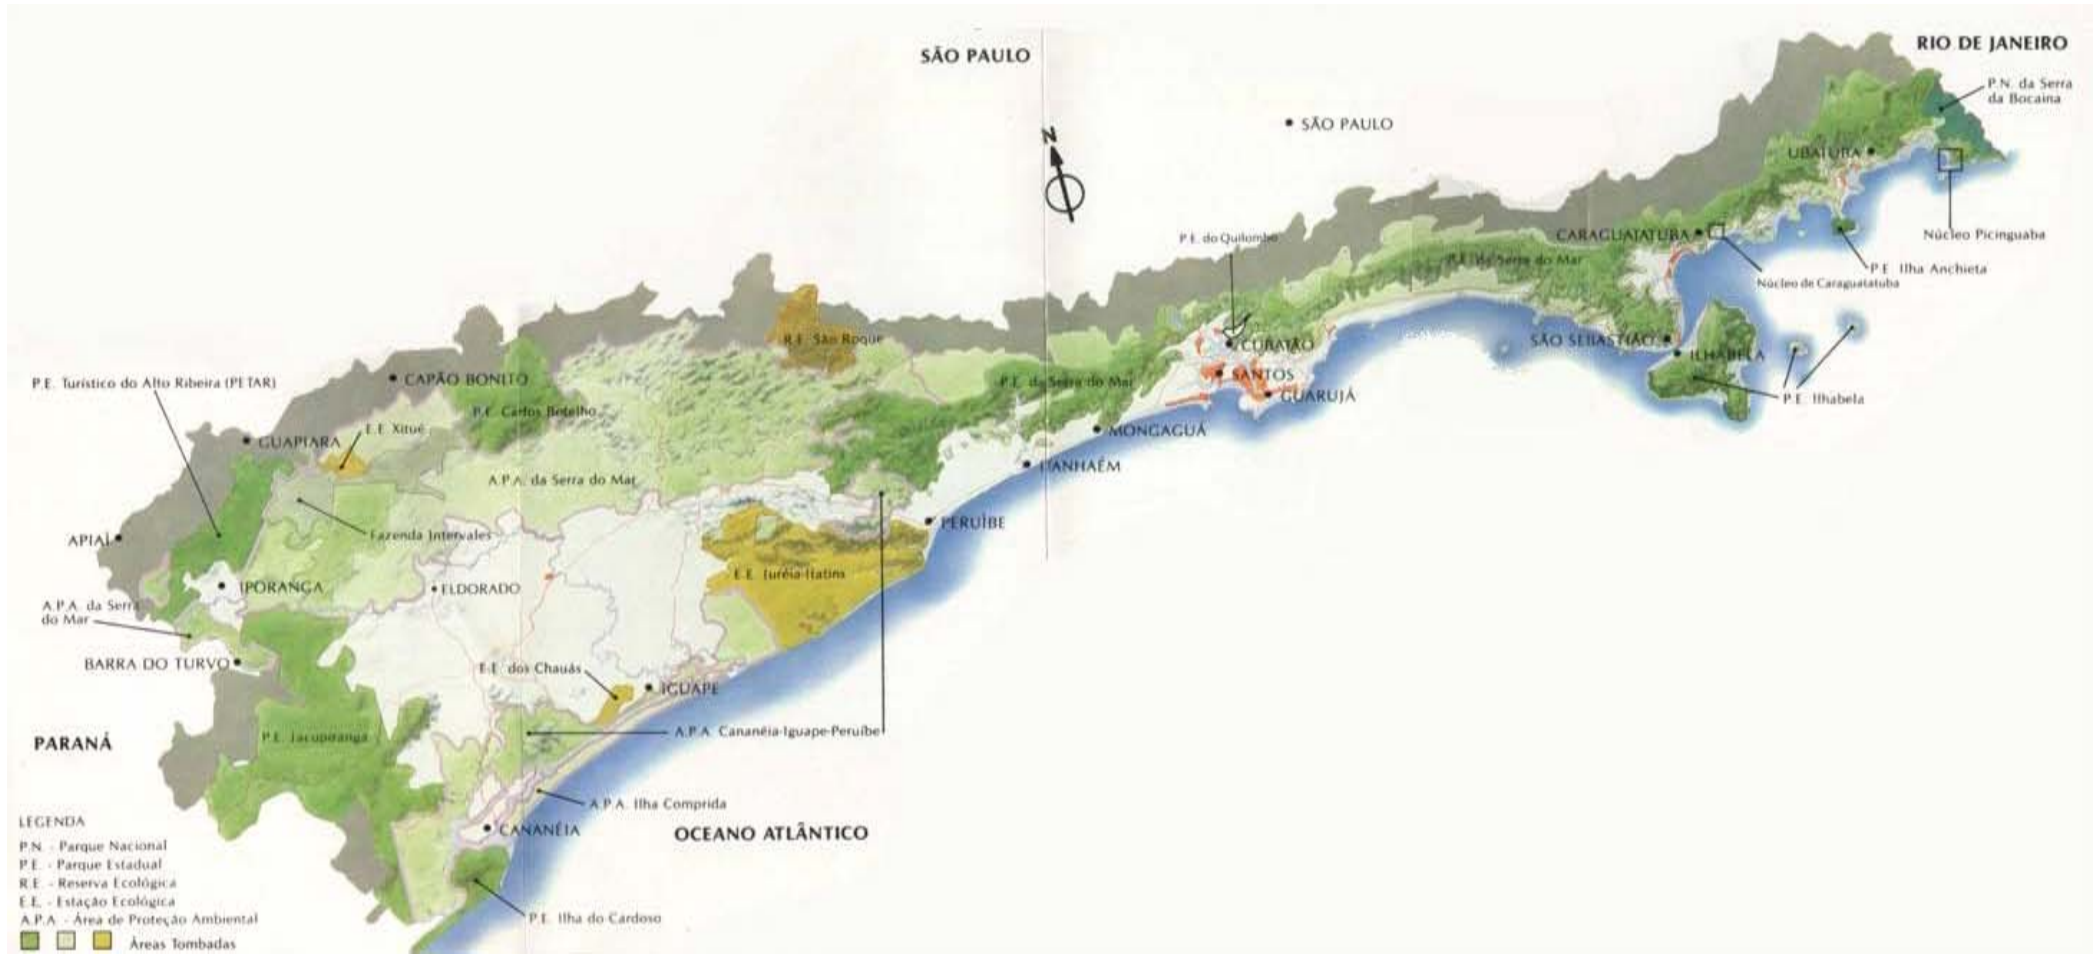 SÃO PAULO
RIO DE JANEIRO
P.N. da Serra
da Bocaina
N
SÃO PAULO
UBATUBA
P.E. do Quilombo
CARAGUATATUBA
Núcleo Picinguaba
P.E. da Serra do Mar
P.E. Ilha Anchieta
Núcleo de Caraguatatuba
R.E. São Roque
CUBATÃO
SÃO SEBASTIÃO
ILHABELA
P.E. Turístico do Alto Ribeira (PETAR)
CAPÃO BONITO
P.E. da Serra do Mar
SANTOS
GUARUJÁ
P.E. Ilhabela
P.E. Carlos Botelho
E.E. Xitué
GUAPIARA
MONGAGUÁ
ITANHAÉM
A.P.A. da Serra do Mar
PERUÍBE
APIAÍ
Fazenda Intervales
E.E. Juréia-Itatins
IPORANGA
ELDORADO
A.P.A. da Serra
do Mar
BARRA DO TURVO
E.E. dos Chauás
IGUAPE
A.P.A. Cananéia-Iguape-Peruíbe
PARANÁ
P.E. Jacupiranga
A.P.A. Ilha Comprida
CANANÉIA
OCEANO ATLÂNTICO
P.E. Ilha do Cardoso
LEGENDA
P.N. - Parque Nacional
P.E. - Parque Estadual
R.E. - Reserva Ecológica
E.E. - Estação Ecológica
A.P.A - Área de Proteção Ambiental
Áreas Tombadas